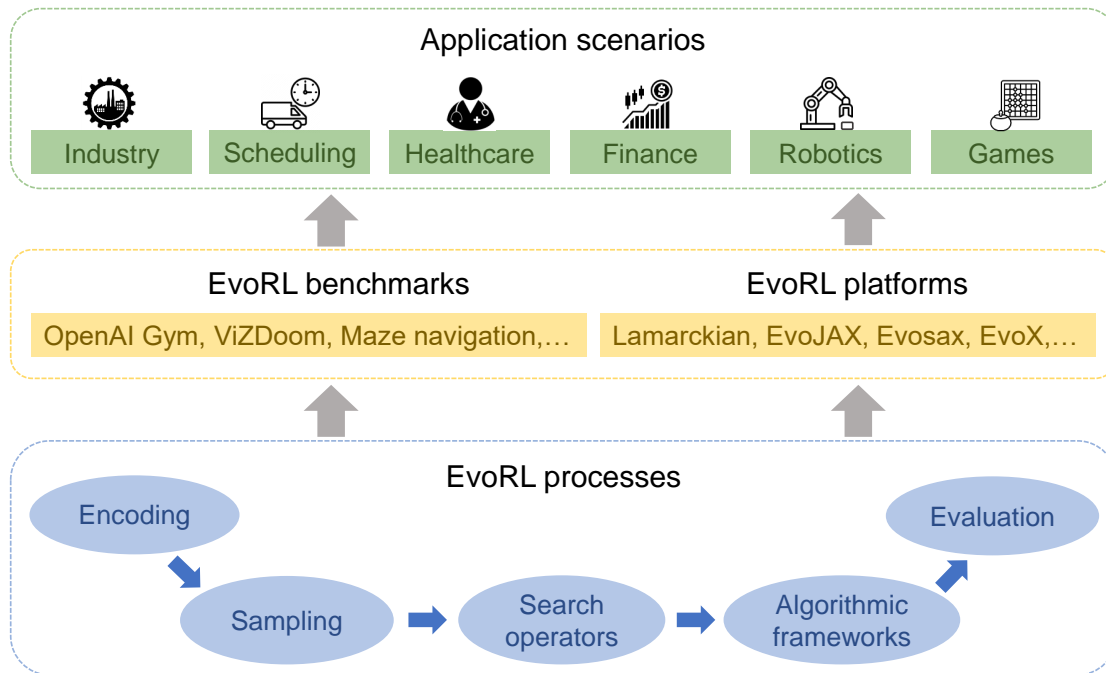 Application scenarios
Industry
Scheduling
Healthcare
Finance
Robotics
Games
EvoRL benchmarks
EvoRL platforms
OpenAI Gym, ViZDoom, Maze navigation,…
Lamarckian, EvoJAX, Evosax, EvoX,…
EvoRL processes
Encoding
Evaluation
Sampling
Search
operators
Algorithmic
frameworks